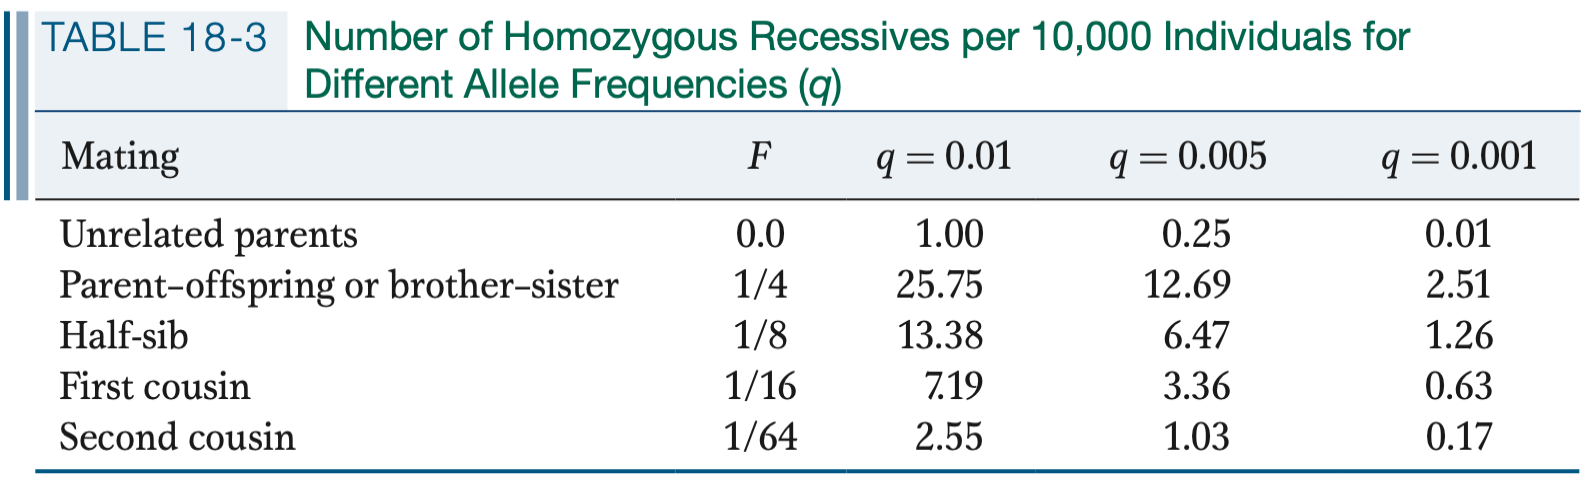 TABLE 18-3 Number of Homozygous Recessives per 10,000 Individuals for
Different Allele Frequencies (q)
Mating F q = 0.01 q = 0.005 q = 0.001
Unrelated parents 0.0 1.00 0.25 0.01
Parent–offspring or brother–sister 1/4 25.75 12.69 2.51
Half-sib 1/8 13.38 6.47 1.26
First cousin 1/16 7.19 3.36 0.63
Second cousin 1/64 2.55 1.03 0.17